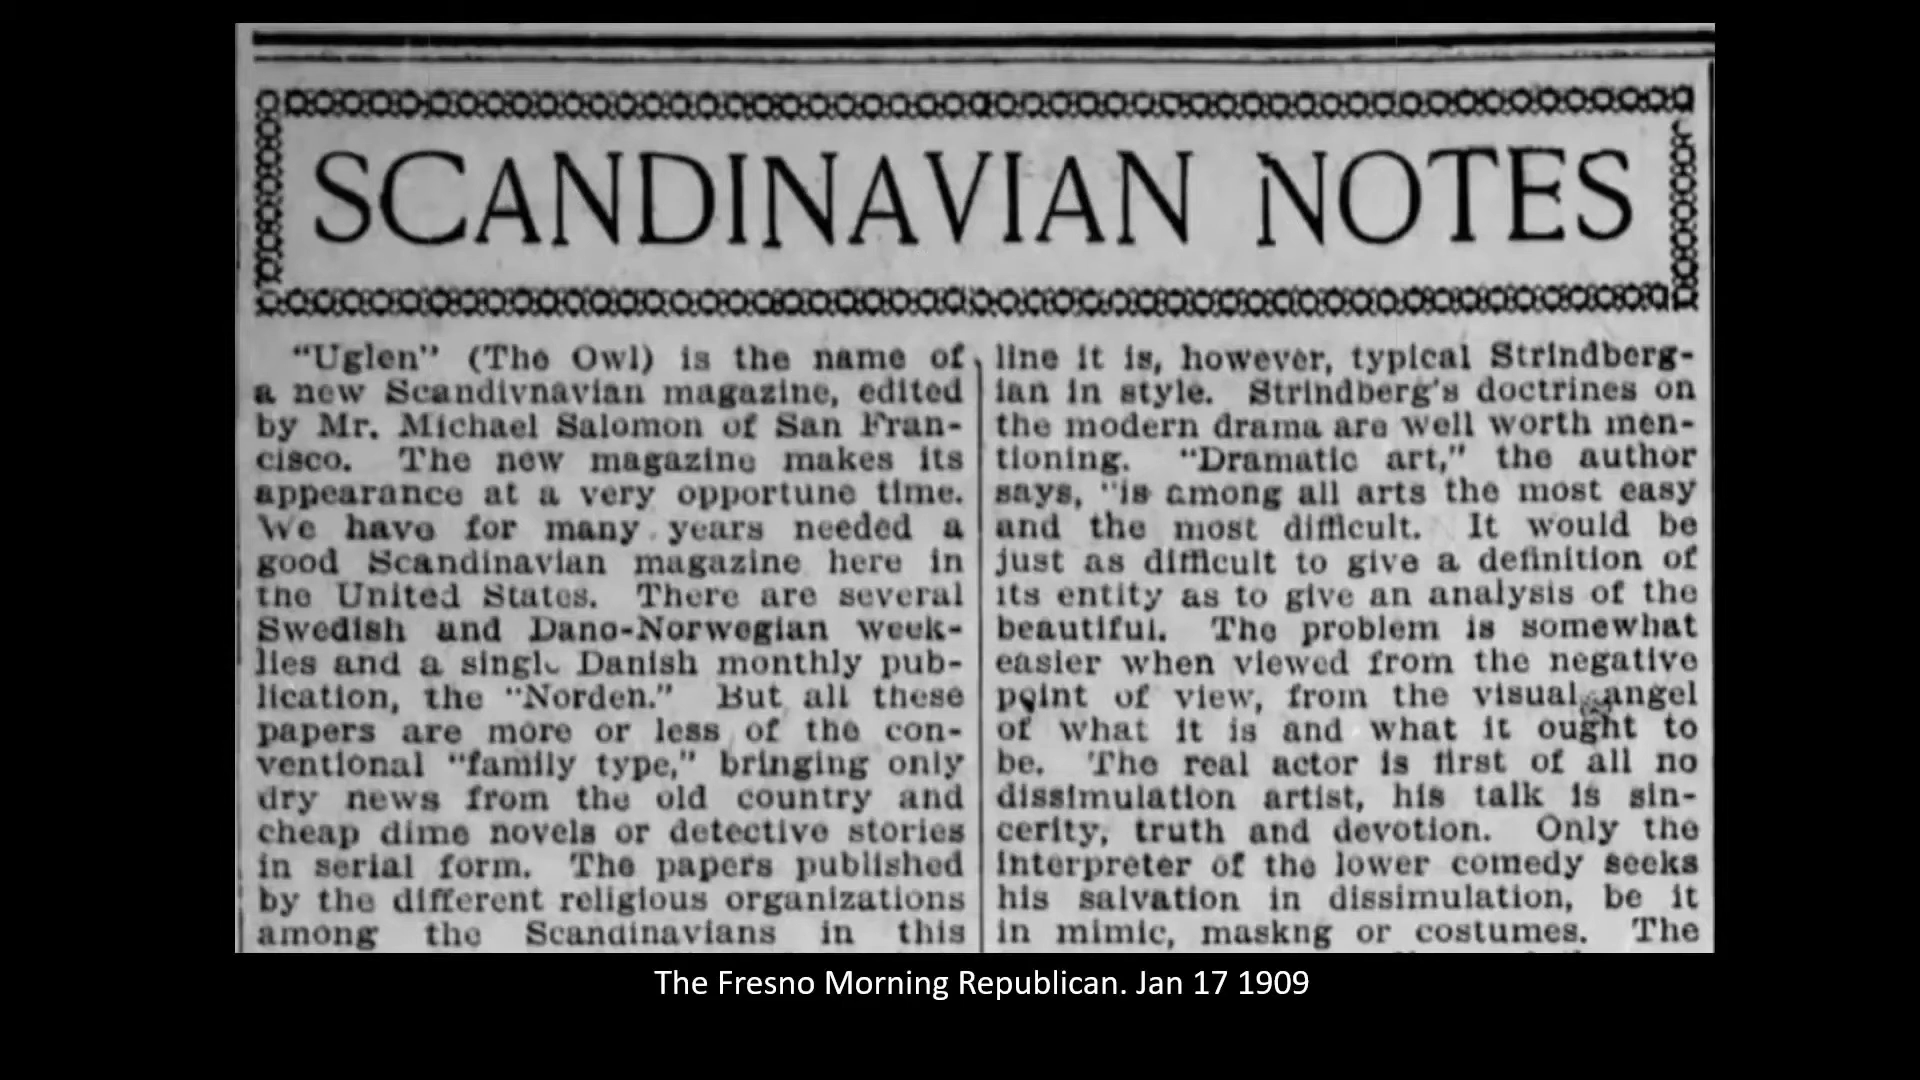 SCANDINAVIAN NOTES
"Uglen" (The Owl) is the name of
a new Scandivnavian magazine, edited
by Mr. Michael Salomon of San Fran-
cisco. The new magazine makes its
appearance at a very opportune time.
We have for many years needed a
good Scandinavian magazine here in
the United States. There are several
Swedish and Dano-Norwegian week-
lies and a single Danish monthly pub-
lication, the "Norden." But all these
papers are more or less of the con-
ventional "family type," bringing only
dry news from the old country and
cheap dime novels or detective stories
in serial form. The papers published
by the different religious organizations
among the Scandinavians in this
line it is, however, typical Strindberg-
ian in style. Strindberg's doctrines on
the modern drama are well worth men-
tioning. "Dramatic art," the author
says, "is among all arts the most easy
and the most difficult. It would be
just as difficult to give a definition of
its entity as to give an analysis of the
beautiful. The problem is somewhat
easier when viewed from the negative
point of view, from the visual angel
of what it is and what it ought to
be. The real actor is first of all no
dissimulation artist, his talk is sin-
cerity, truth and devotion. Only the
interpreter of the lower comedy seeks
his salvation in dissimulation, be it
in mimic, maskng or costumes. The
The Fresno Morning Republican. Jan 17 1909